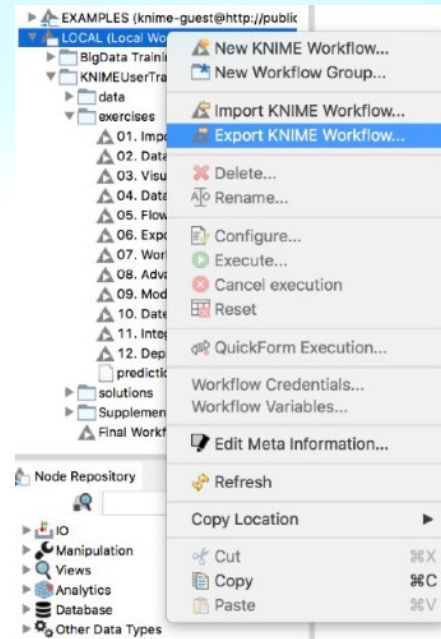 EXAMPLES (knime-guest@http://public
LOCAL (Local Wo
BigData Traini
KNIMEUserTra
data
exercises
01. Impo
02. Data
03. Visu
04. Data
05. Flow
06. Expo
07. Wor
08. Adva
09. Mod
10. Date
11. Integ
12. Dep
predictio
solutions
Supplemen
Final Workf
New KNIME Workflow...
New Workflow Group...
Import KNIME Workflow...
Export KNIME Workflow...
Delete...
Rename...
Configure...
Execute...
Cancel execution
Reset
QuickForm Execution...
Workflow Credentials...
Workflow Variables...
Edit Meta Information...
Refresh
Copy Location
Cut ⌘X
Copy ⌘C
Paste ⌘V
Node Repository
IO
Manipulation
Views
Analytics
Database
Other Data Types